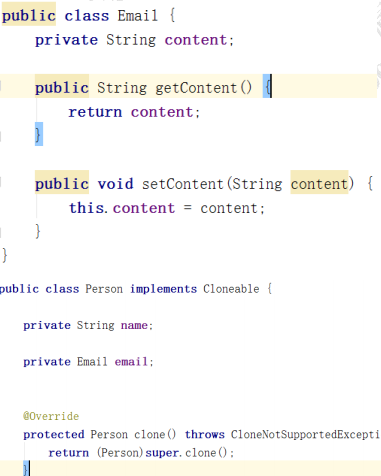 public class Email {
private String content;
public String getContent() {
return content;
}
public void setContent(String content) {
this.content = content;
}
}
public class Person implements Cloneable {
private String name;
private Email email;
@Override
protected Person clone() throws CloneNotSupportedExcepti
return (Person)super.clone();
}